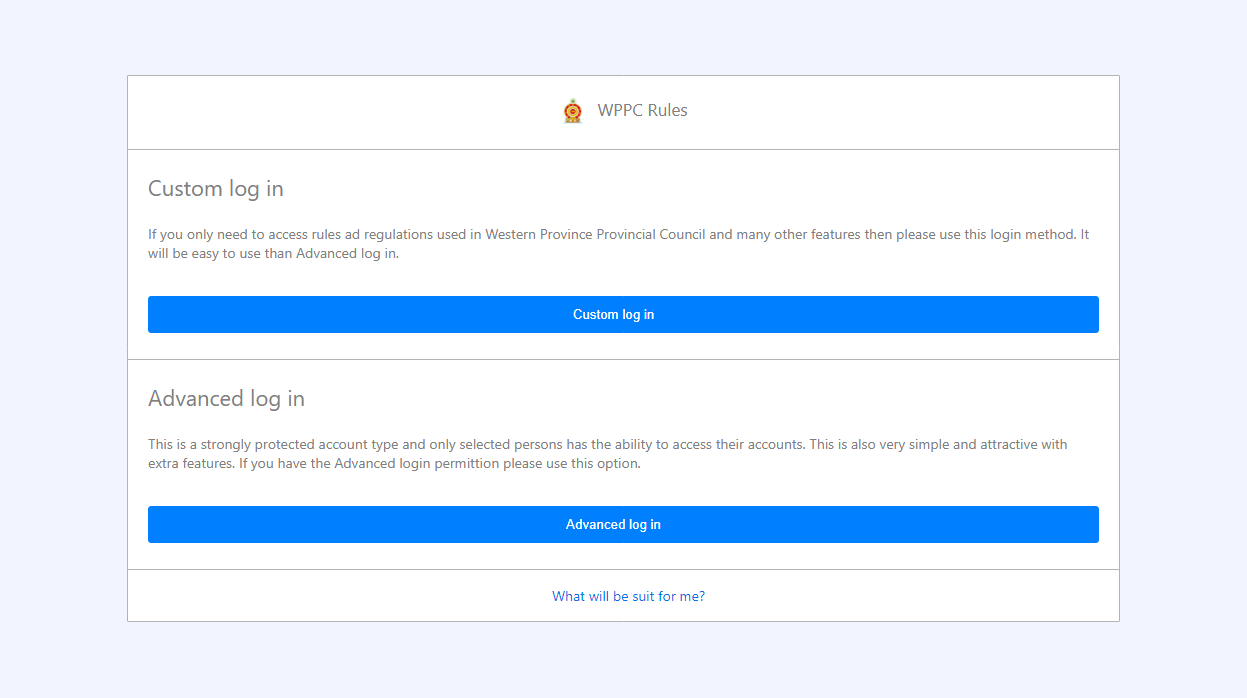 WPPC Rules
Custom log in
If you only need to access rules ad regulations used in Western Province Provincial Council and many other features then please use this login method. It
will be easy to use than Advanced log in.
Custom log in
Advanced log in
This is a strongly protected account type and only selected persons has the ability to access their accounts. This is also very simple and attractive with
extra features. If you have the Advanced login permittion please use this option.
Advanced log in
What will be suit for me?